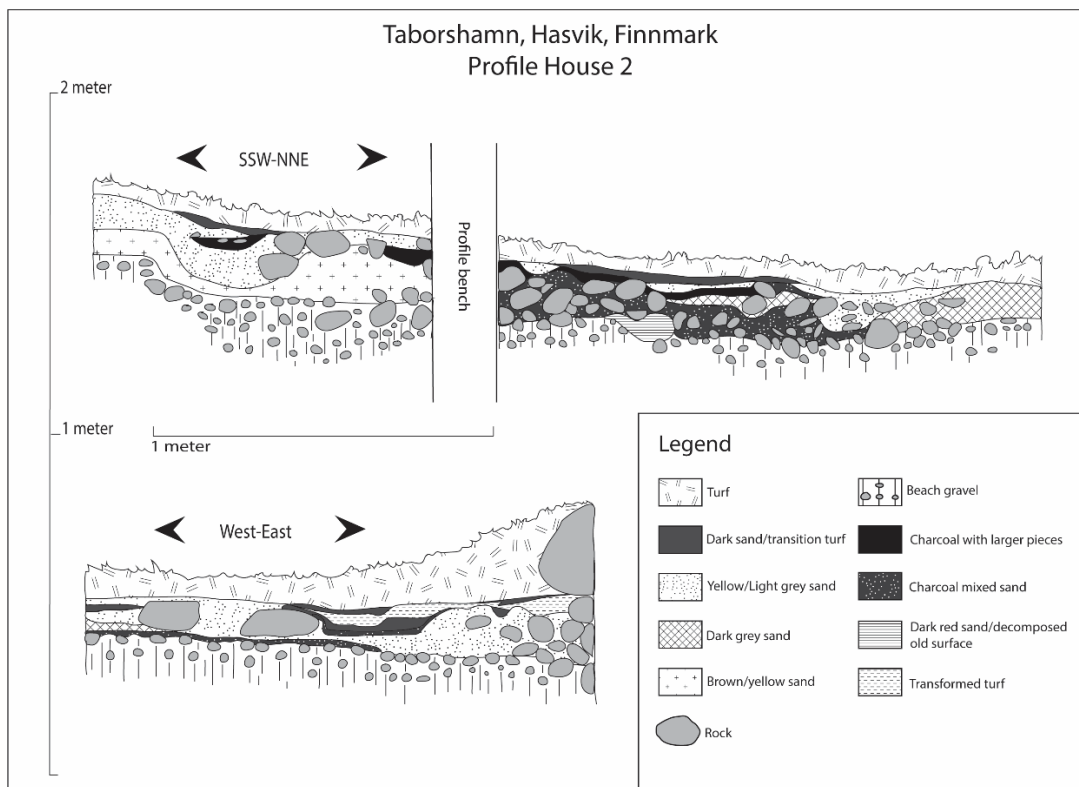 Taborshamn, Hasvik, Finnmark
Profile House 2
2 meter
SSW-NNE
Profile bench
1 meter
1 meter
West-East
Legend
Turf
Beach gravel
Dark sand/transition turf
Charcoal with larger pieces
Yellow/Light grey sand
Charcoal mixed sand
Dark grey sand
Dark red sand/decomposed
old surface
Brown/yellow sand
Transformed turf
Rock